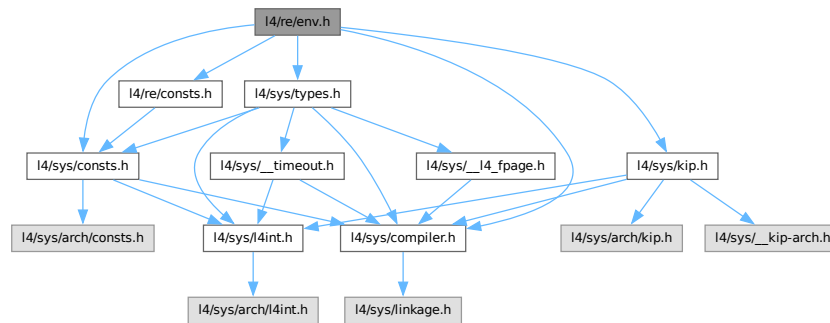 l4/re/env.h
l4/re/consts.h
l4/sys/types.h
l4/sys/consts.h
l4/sys/__timeout.h
l4/sys/__l4_fpage.h
l4/sys/kip.h
l4/sys/arch/consts.h
l4/sys/l4int.h
l4/sys/compiler.h
l4/sys/arch/kip.h
l4/sys/__kip-arch.h
l4/sys/arch/l4int.h
l4/sys/linkage.h